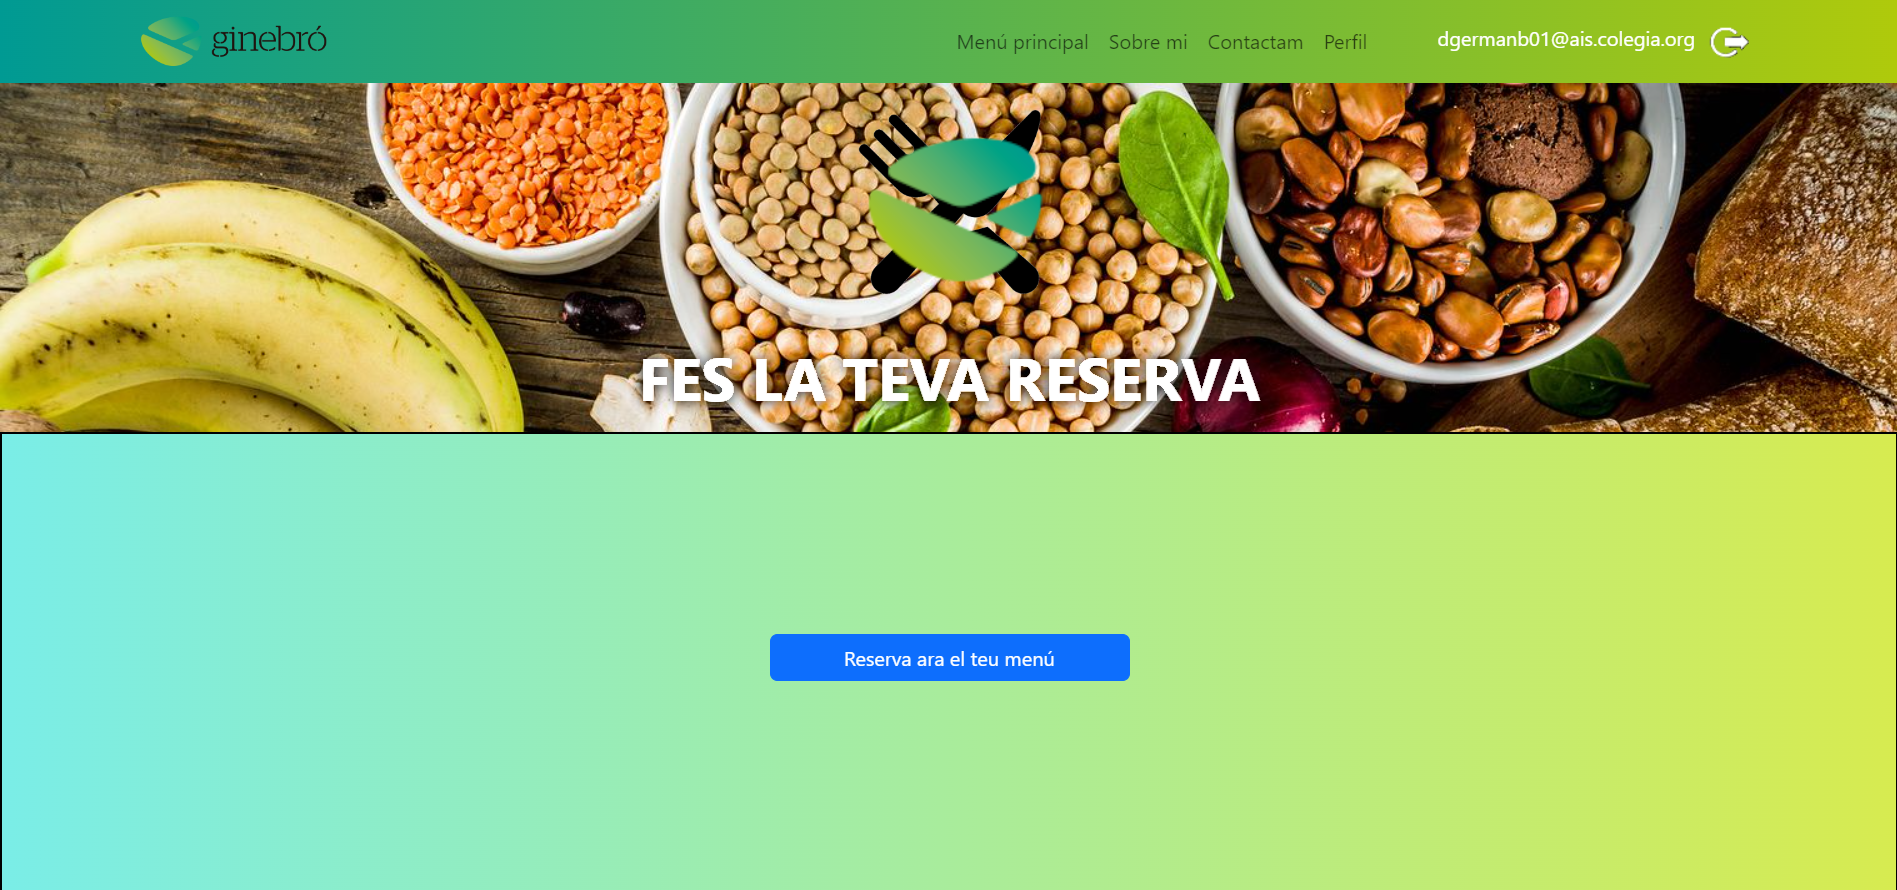 ginebró
Menú principal Sobre mi Contactam Perfil dgermanb01@ais.colegia.org
FES LA TEVA RESERVA
Reserva ara el teu menú